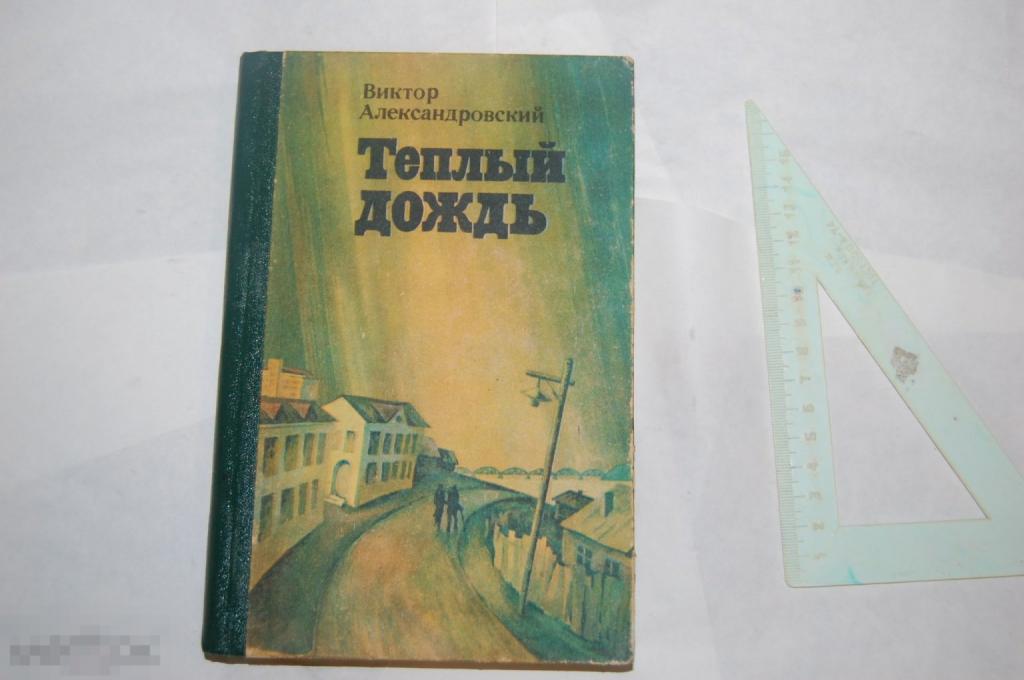 Виктор
Александровский
Теплый
дождь